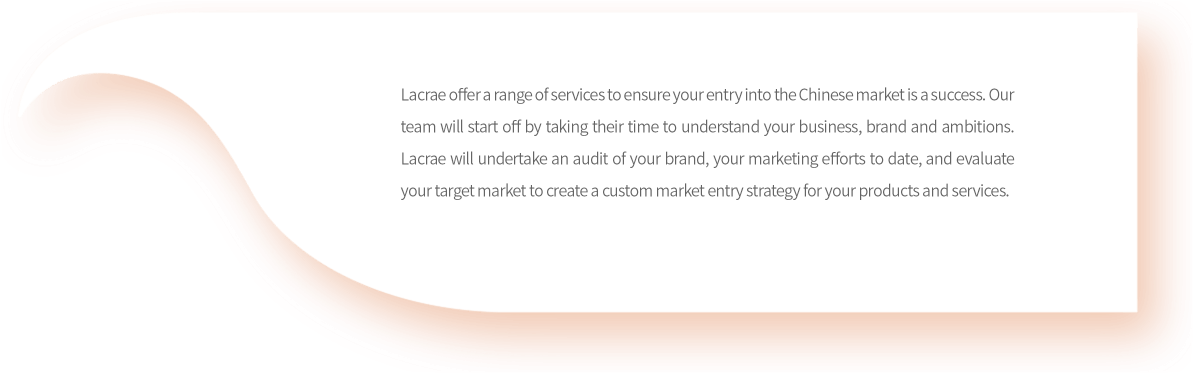 Lacrae offer a range of services to ensure your entry into the Chinese market is a success. Our
team will start off by taking their time to understand your business, brand and ambitions.
Lacrae will undertake an audit of your brand, your marketing efforts to date, and evaluate
your target market to create a custom market entry strategy for your products and services.